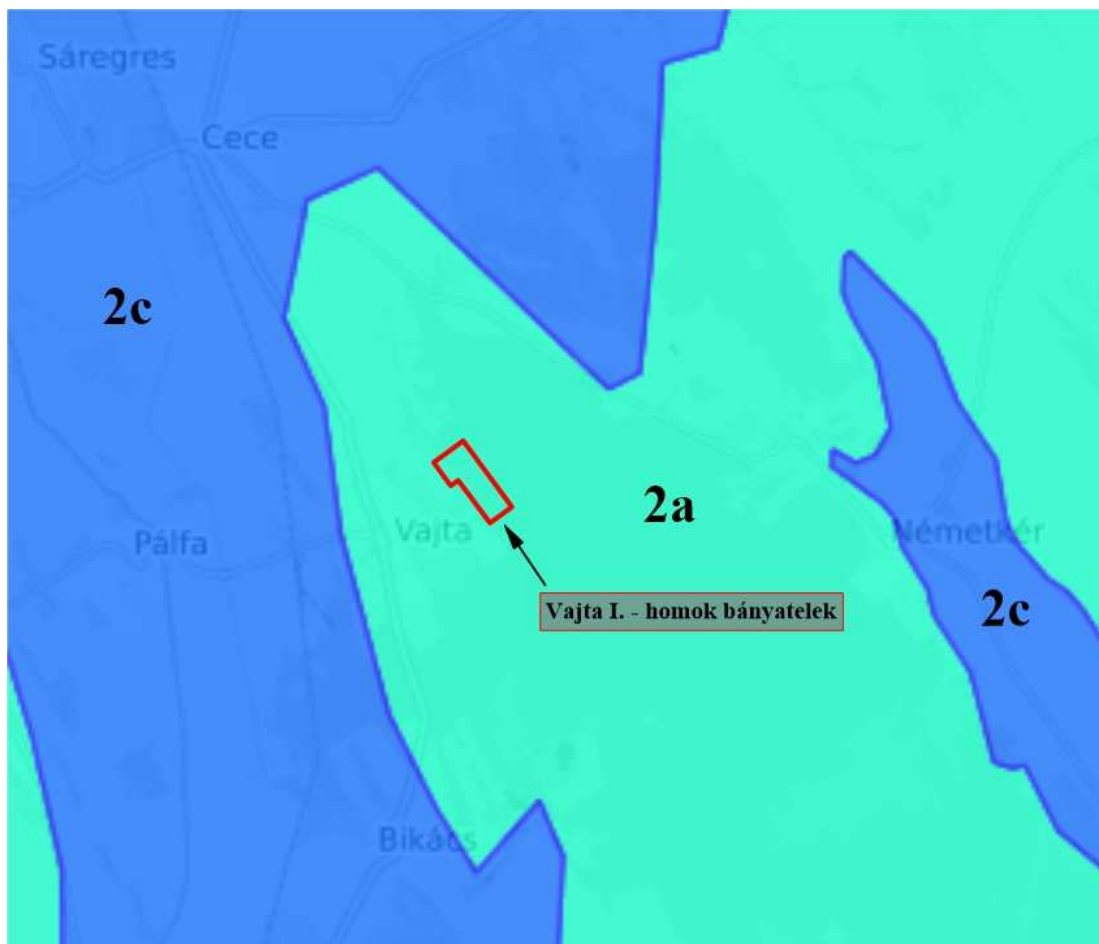 Sáregres
Cece
2c
2a
Vajta
Pálfa
Németkér
Vajta I. - homok bányatelek
2c
Bikács